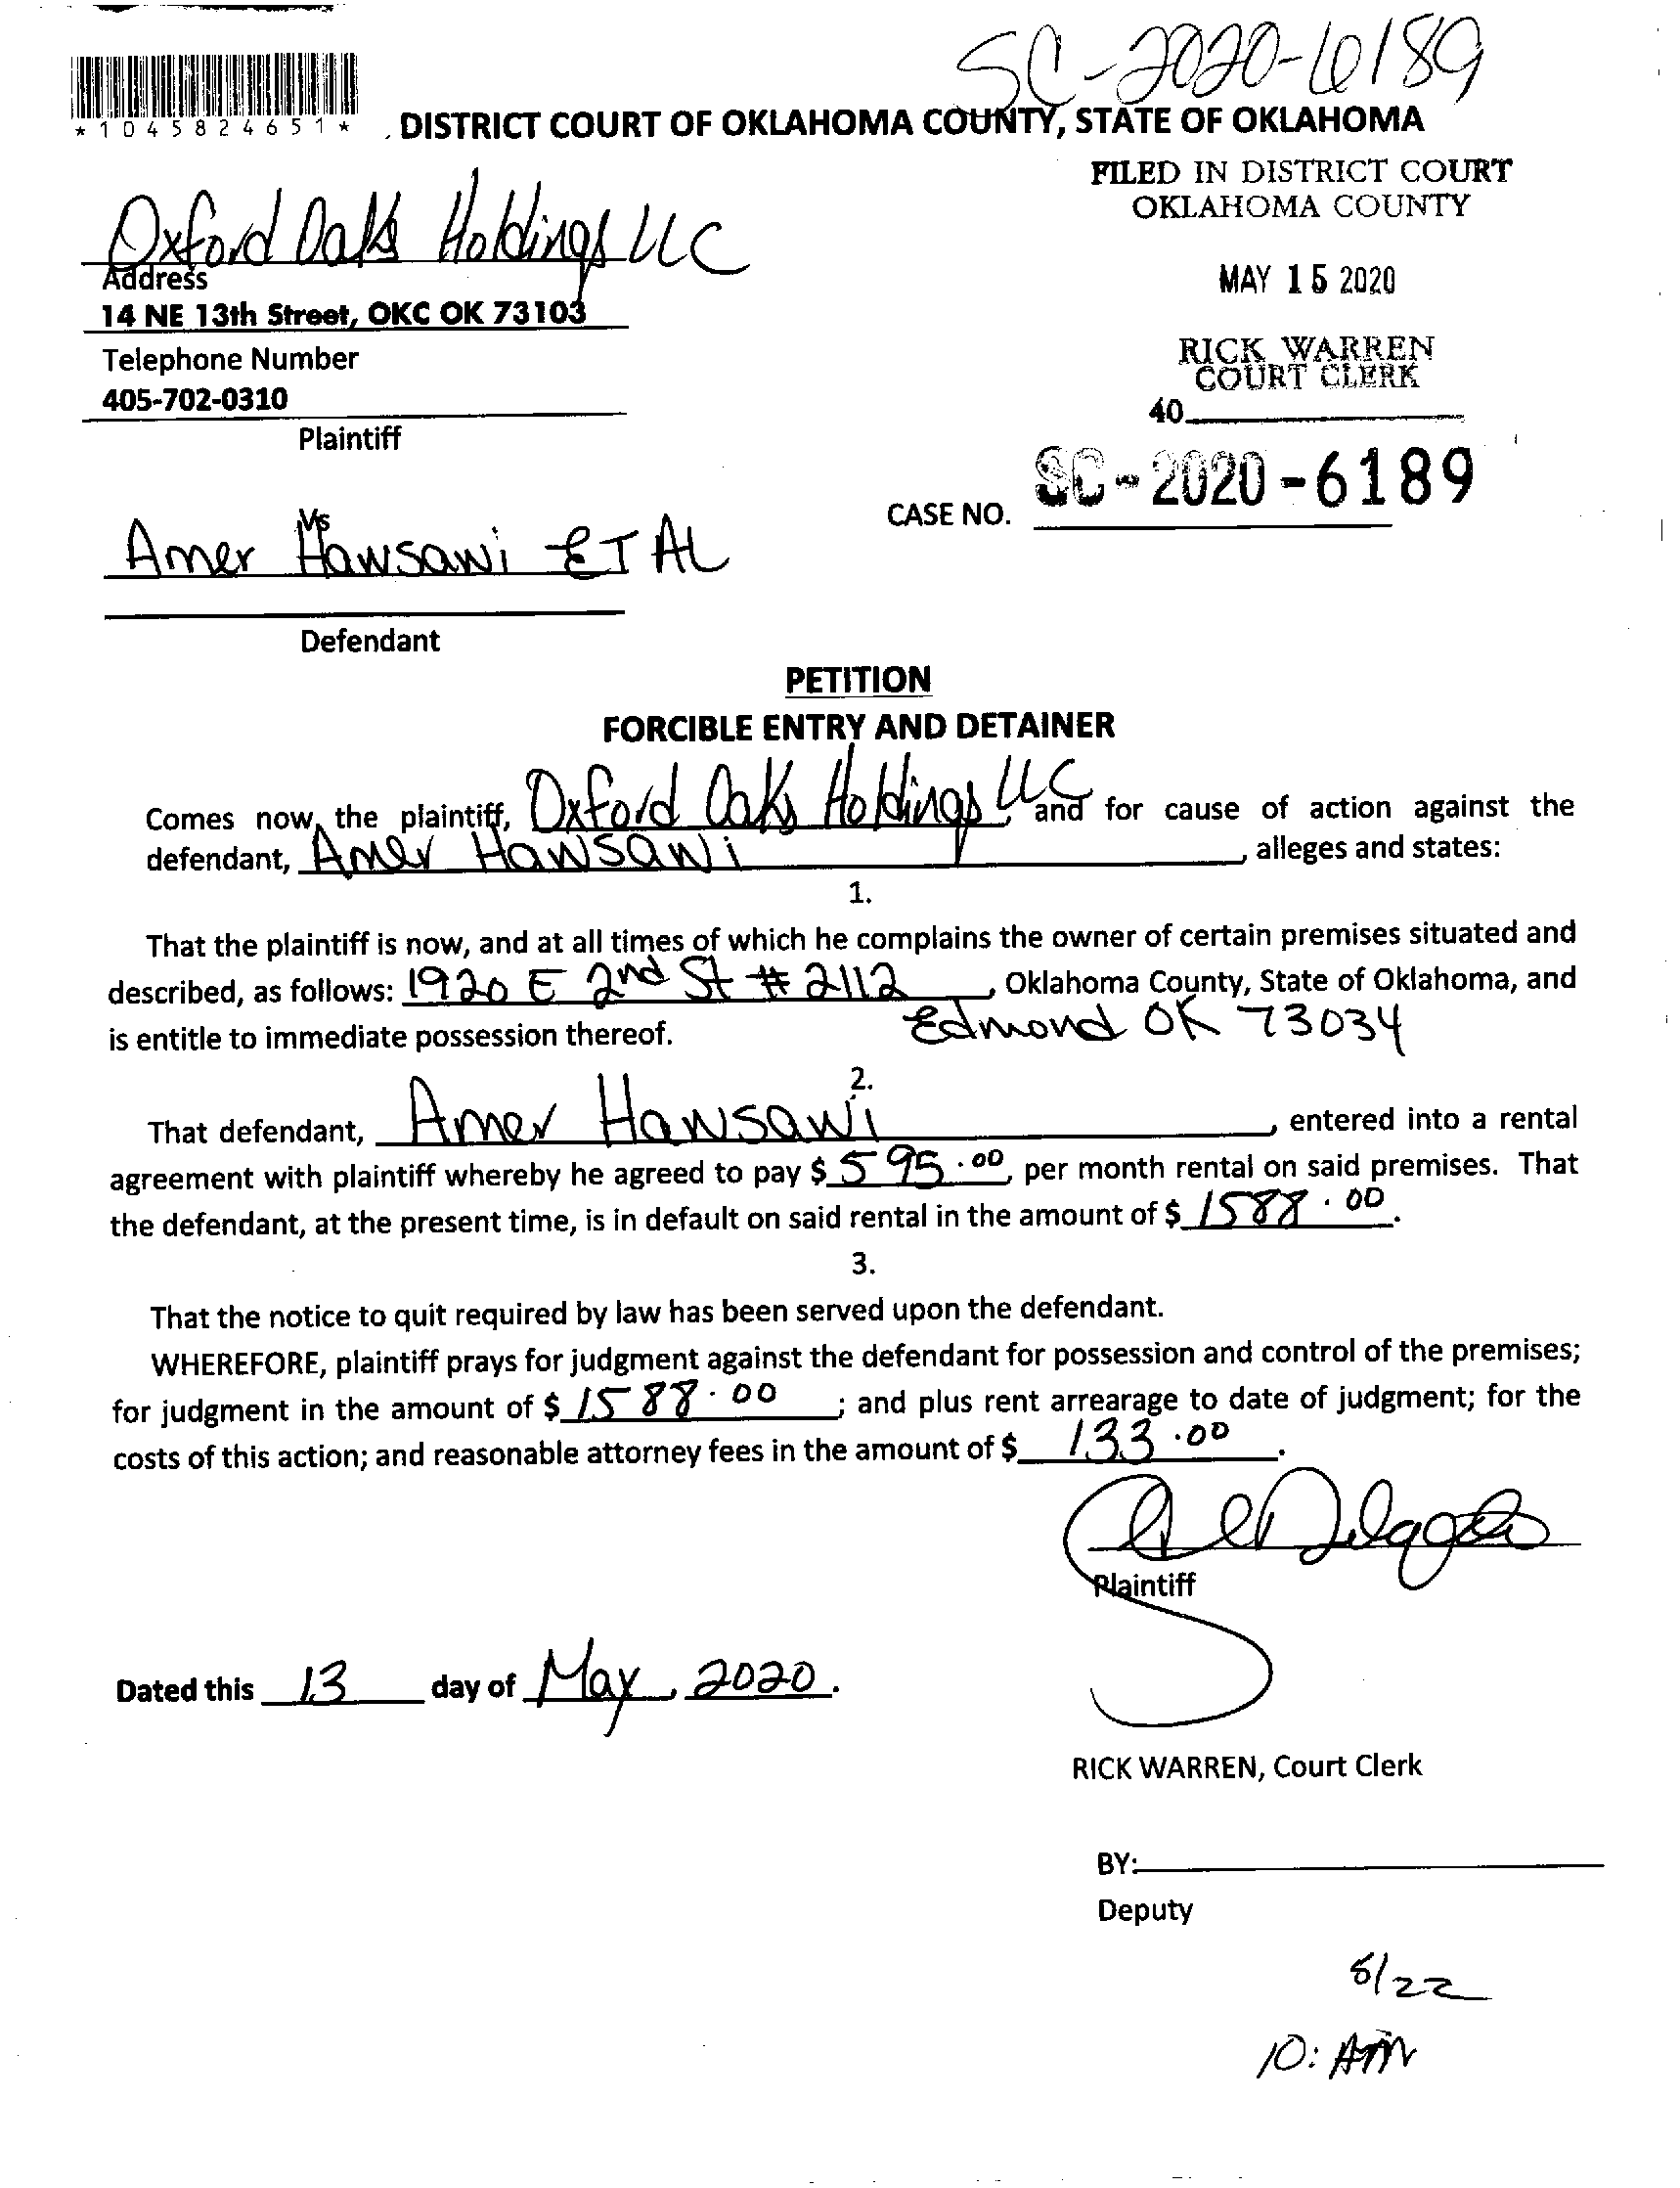 SC-2020-6189
*1045824651*
DISTRICT COURT OF OKLAHOMA COUNTY, STATE OF OKLAHOMA
FILED IN DISTRICT COURT
OKLAHOMA COUNTY
Oxford Oaks Holdings LLC
Address
14 NE 13th Street, OKC OK 73103
MAY 15 2020
Telephone Number
405-702-0310
RICK WARREN
COURT CLERK
40
Plaintiff
SC-2020-6189
CASE NO.
Vs
Amer Hawsawi ET AL
Defendant
PETITION
FORCIBLE ENTRY AND DETAINER
Comes now, the plaintiff, Oxford Oaks Holdings LLC, and for cause of action against the
defendant, Amer Hawsawi, alleges and states:
1.
That the plaintiff is now, and at all times of which he complains the owner of certain premises situated and
described, as follows: 1920 E 2nd St # 2112, Oklahoma County, State of Oklahoma, and
is entitle to immediate possession thereof. Edmond OK 73034
2.
That defendant, Amer Hawsawi, entered into a rental
agreement with plaintiff whereby he agreed to pay $ 595.00, per month rental on said premises. That
the defendant, at the present time, is in default on said rental in the amount of $ 1588.00.
3.
That the notice to quit required by law has been served upon the defendant.
WHEREFORE, plaintiff prays for judgment against the defendant for possession and control of the premises;
for judgment in the amount of $ 1588.00; and plus rent arrearage to date of judgment; for the
costs of this action; and reasonable attorney fees in the amount of $ 133.00.
Plaintiff
Dated this 13 day of May, 2020.
RICK WARREN, Court Clerk
BY:
Deputy
/22
10: AM